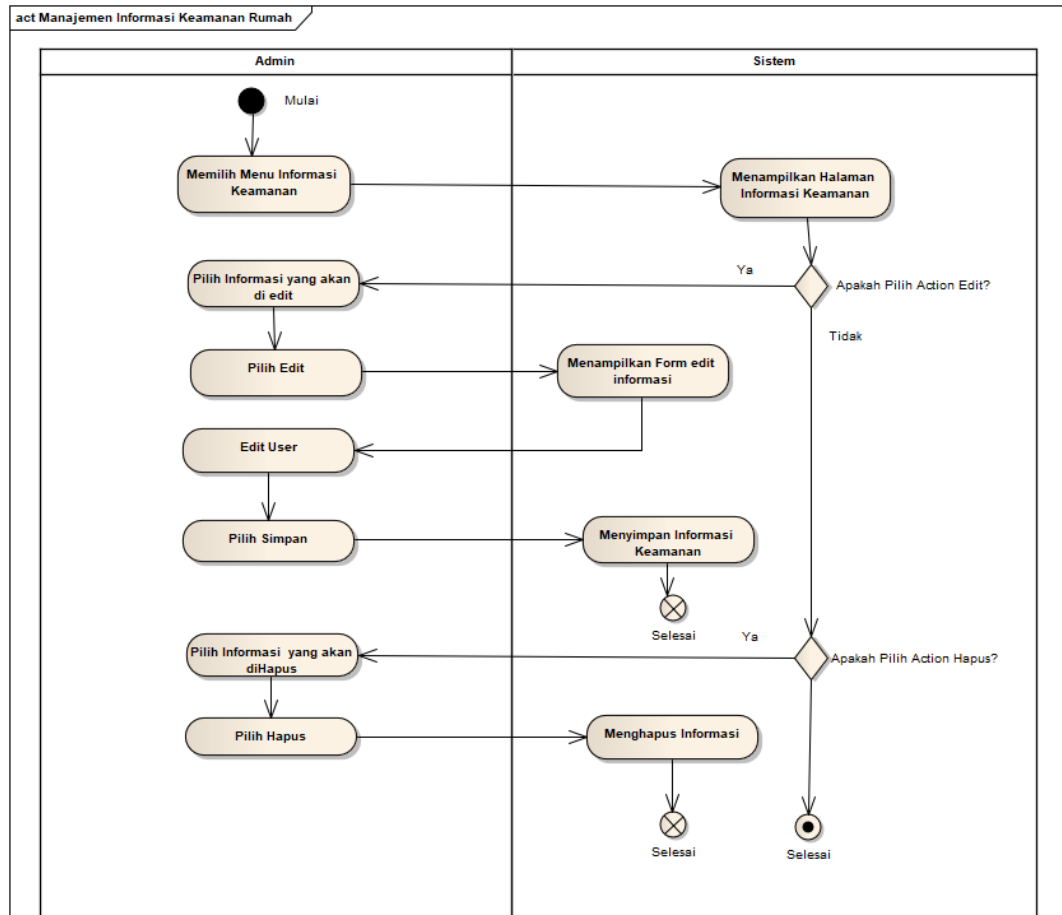 act Manajemen Informasi Keamanan Rumah
Admin
Sistem
Mulai
Memilih Menu Informasi
Keamanan
Menampilkan Halaman
Informasi Keamanan
Pilih Informasi yang akan
di edit
Ya
Apakah Pilih Action Edit?
Tidak
Pilih Edit
Menampilkan Form edit
informasi
Edit User
Pilih Simpan
Menyimpan Informasi
Keamanan
Selesai
Pilih Informasi yang akan
diHapus
Ya
Apakah Pilih Action Hapus?
Pilih Hapus
Menghapus Informasi
Selesai
Selesai